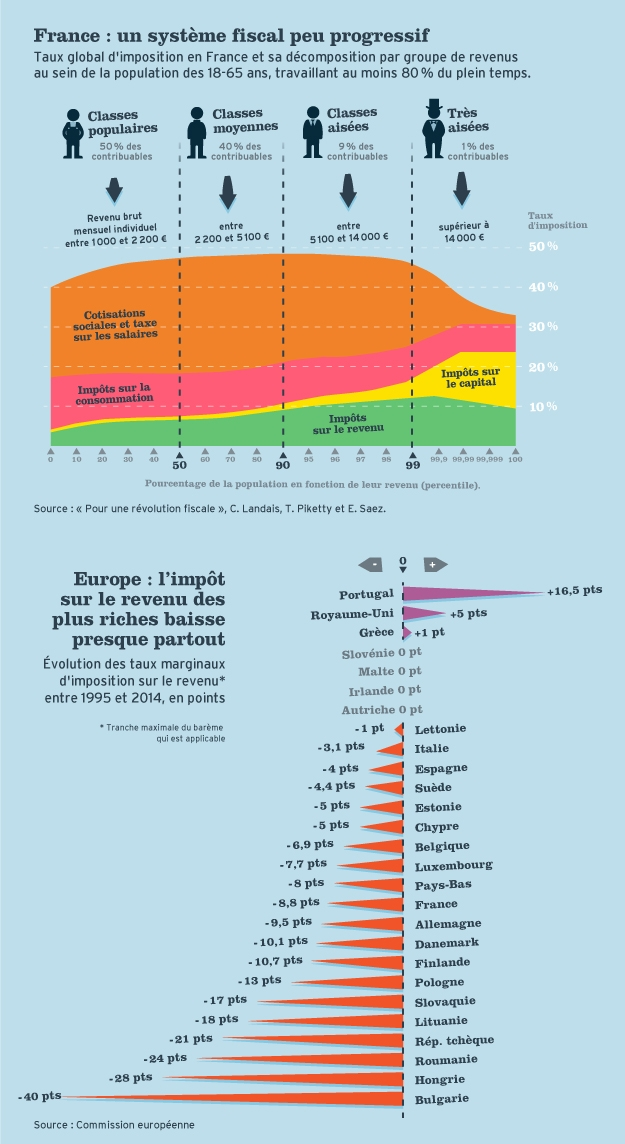 France : un système fiscal peu progressif
Taux global d'imposition en France et sa décomposition par groupe de revenus
au sein de la population des 18-65 ans, travaillant au moins 80 % du plein temps.
Classes
populaires
50 % des
contribuables
Classes
moyennes
40 % des
contribuables
Classes
aisées
9 % des
contribuables
Très
aisées
1 % des
contribuables
Revenu brut
mensuel individuel
entre 1 000 et 2 200 €
entre
2 200 et 5 100 €
entre
5 100 et 14 000 €
supérieur à
14 000 €
Taux
d'imposition
50 %
40 %
30 %
20 %
10 %
Cotisations
sociales et taxe
sur les salaires
Impôts sur la
consommation
Impôts sur
le capital
Impôts
sur le revenu
0 10 20 30 40 50 60 70 80 90 95 96 98 99 99,9 99,99 99,999 100
Pourcentage de la population en fonction de leur revenu (percentile).
Source : « Pour une révolution fiscale », C. Landais, T. Piketty et E. Saez.
Europe : l'impôt
sur le revenu des
plus riches baisse
presque partout
Évolution des taux marginaux
d'imposition sur le revenu*
entre 1995 et 2014, en points
* Tranche maximale du barème
qui est applicable
- 0 +
Portugal +16,5 pts
Royaume-Uni +5 pts
Grèce +1 pt
Slovénie 0 pt
Malte 0 pt
Irlande 0 pt
Autriche 0 pt
-1 pt Lettonie
-3,1 pts Italie
-4 pts Espagne
-4,4 pts Suède
-5 pts Estonie
-5 pts Chypre
-6,9 pts Belgique
-7,7 pts Luxembourg
-8 pts Pays-Bas
-8,8 pts France
-9,5 pts Allemagne
-10,1 pts Danemark
-10,7 pts Finlande
-13 pts Pologne
-17 pts Slovaquie
-18 pts Lituanie
-21 pts Rép. tchèque
-24 pts Roumanie
-28 pts Hongrie
-40 pts Bulgarie
Source : Commission européenne